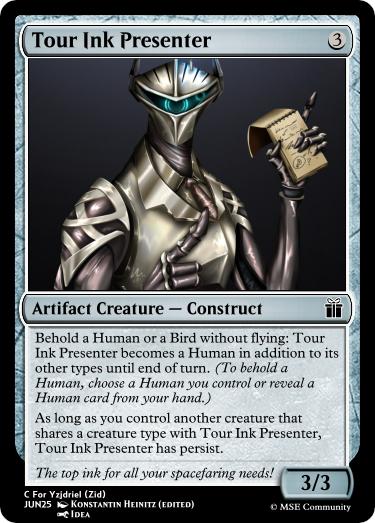 Tour Ink Presenter 3
Artifact Creature — Construct
Behold a Human or a Bird without flying: Tour
Ink Presenter becomes a Human in addition to its
other types until end of turn. (To behold a
Human, choose a Human you control or reveal a
Human card from your hand.)
As long as you control another creature that
shares a creature type with Tour Ink Presenter,
Tour Ink Presenter has persist.
The top ink for all your spacefaring needs!
3/3
C For Yzjdriel (Zid)
JUN25 Konstantin Heinitz (edited)
Idea
© MSE Community